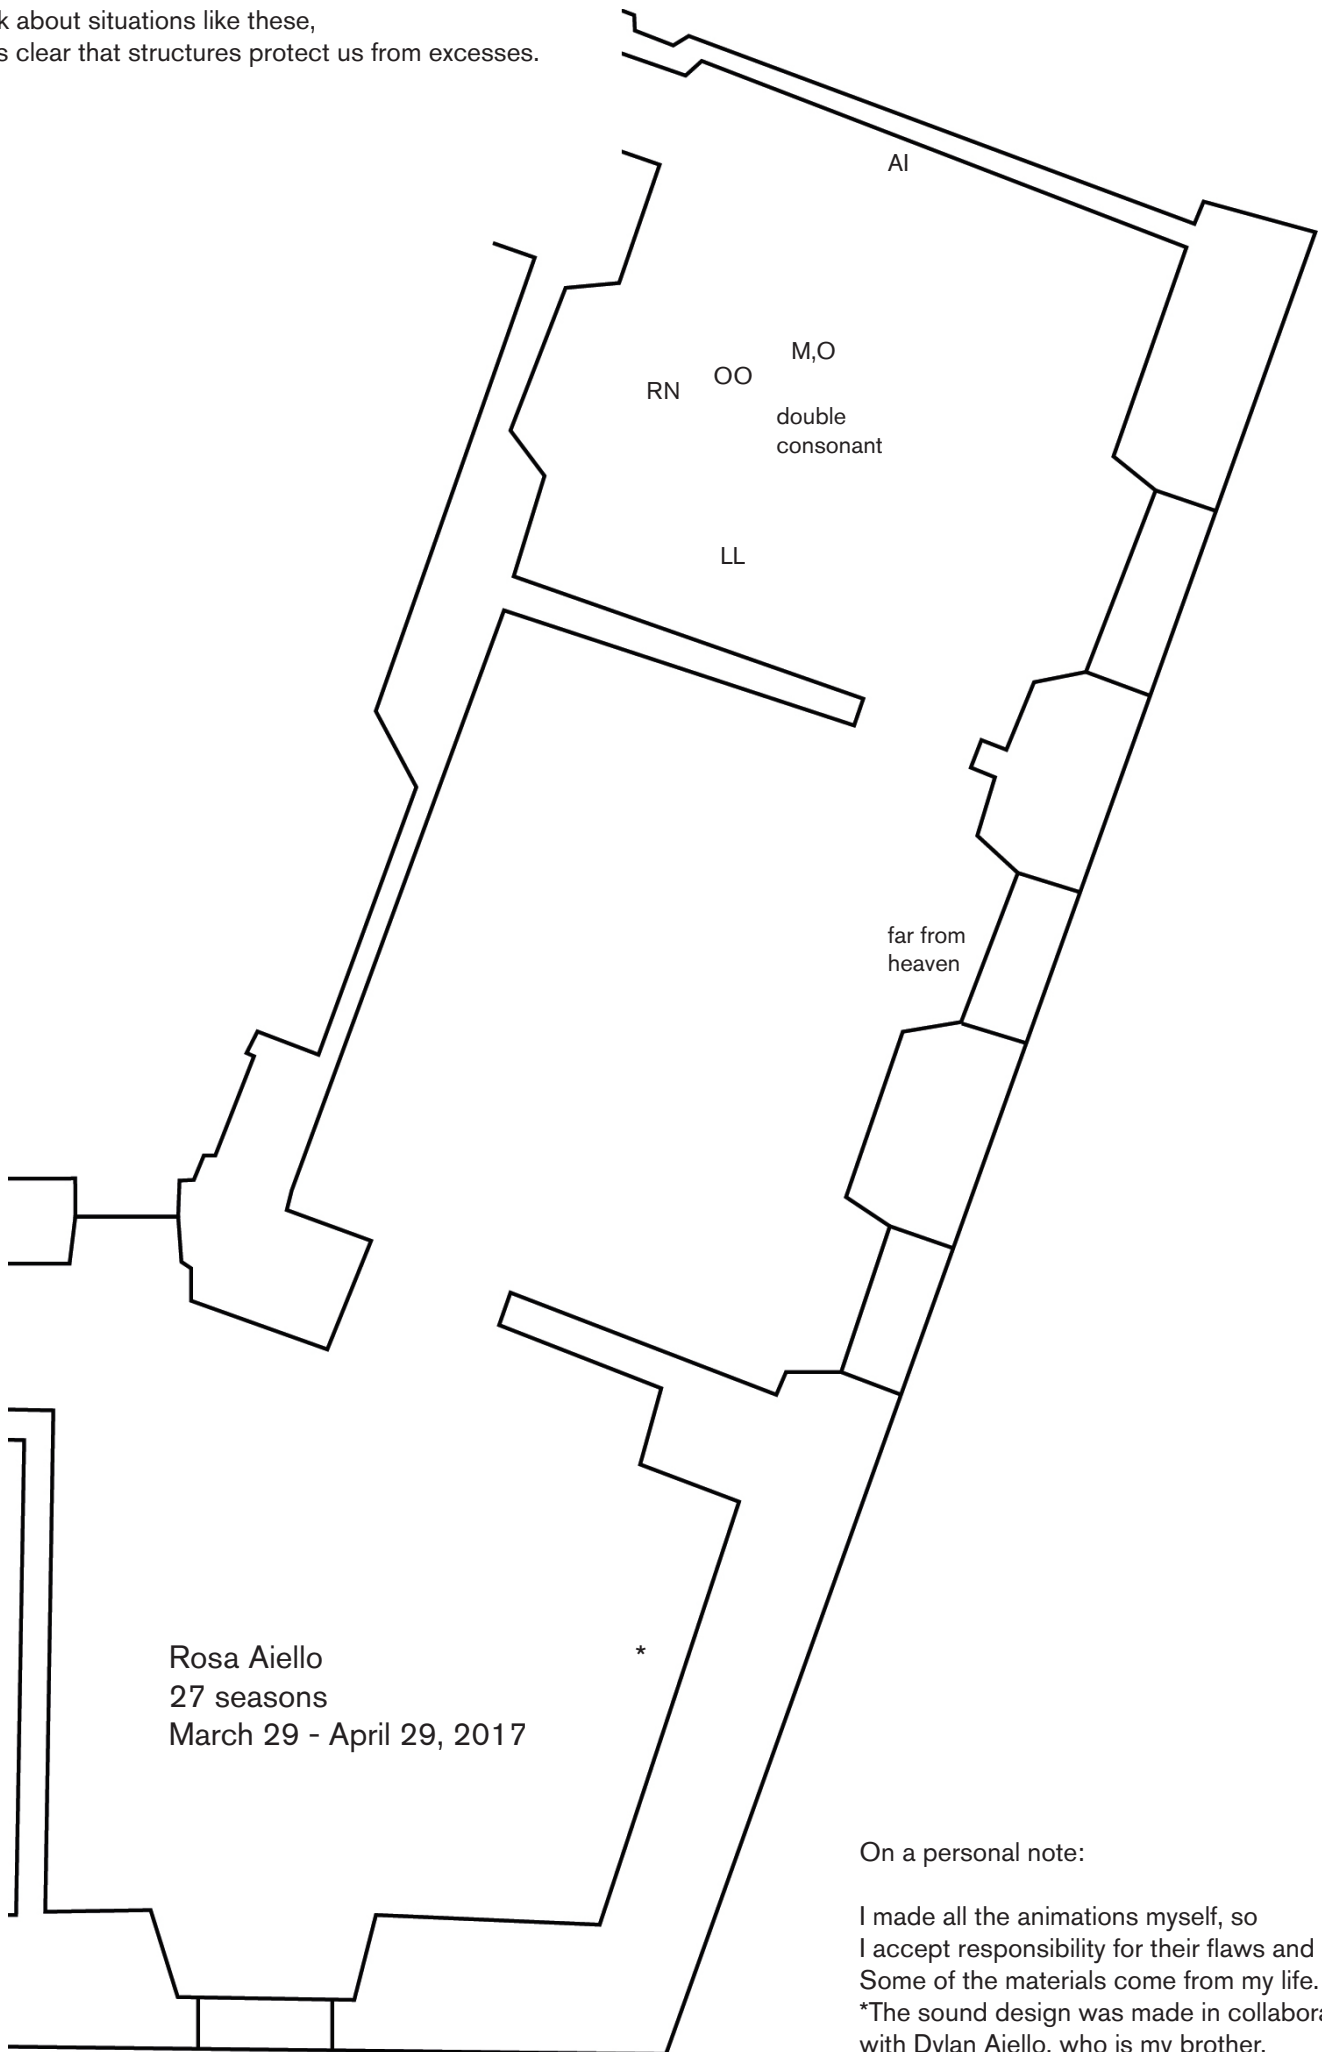 about situations like these,
clear that structures protect us from excesses.
AI
M,O
OO
RN
double
consonant
LL
far from
heaven
*
Rosa Aiello
27 seasons
March 29 - April 29, 2017
On a personal note:
I made all the animations myself, so
I accept responsibility for their flaws and
Some of the materials come from my life.
*The sound design was made in
with Dylan Aiello, who is my brother.